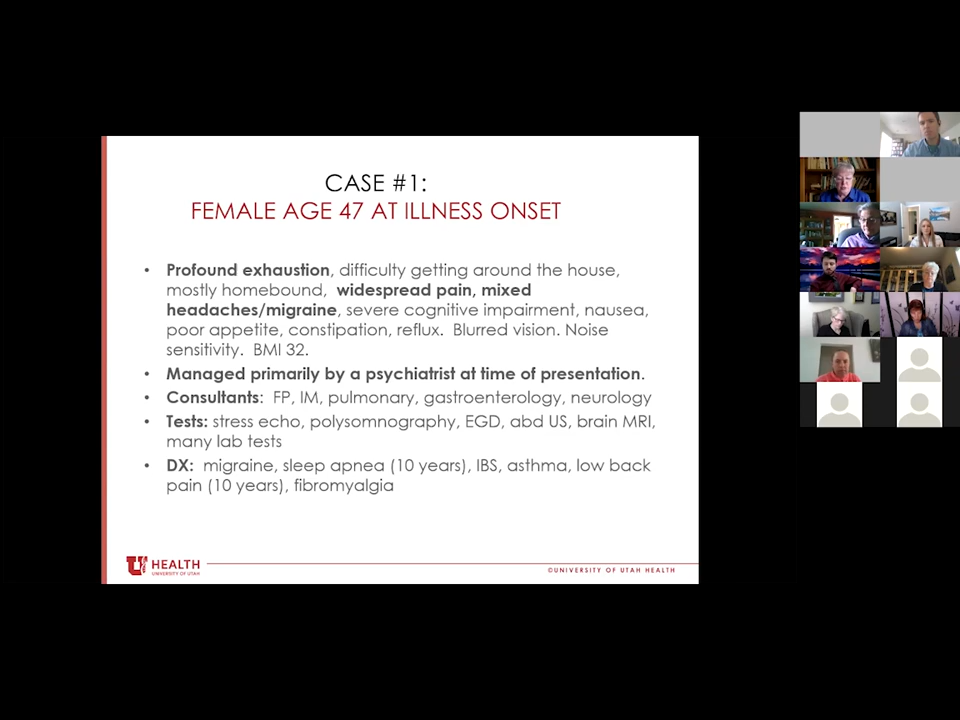 CASE #1:
FEMALE AGE 47 AT ILLNESS ONSET
• Profound exhaustion, difficulty getting around the house,
mostly homebound, widespread pain, mixed
headaches/migraine, severe cognitive impairment, nausea,
poor appetite, constipation, reflux. Blurred vision. Noise
sensitivity. BMI 32.
• Managed primarily by a psychiatrist at time of presentation.
• Consultants: FP, IM, pulmonary, gastroenterology, neurology
• Tests: stress echo, polysomnography, EGD, abd US, brain MRI,
many lab tests
• DX: migraine, sleep apnea (10 years), IBS, asthma, low back
pain (10 years), fibromyalgia
U HEALTH
UNIVERSITY OF UTAH
©UNIVERSITY OF UTAH HEALTH